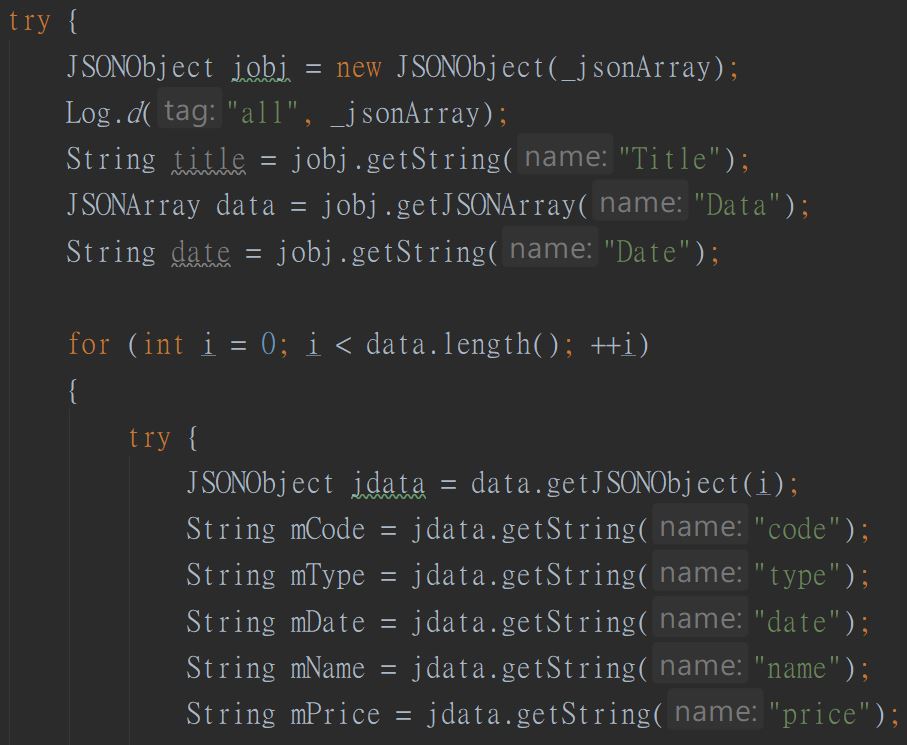 try {
JSONObject jobj = new JSONObject(_jsonArray);
Log.d( tag: "all", _jsonArray);
String title = jobj.getString( name: "Title");
JSONArray data = jobj.getJSONArray( name: "Data");
String date = jobj.getString( name: "Date");
for (int i = 0; i < data.length(); ++i)
{
try {
JSONObject jdata = data.getJSONObject(i);
String mCode = jdata.getString( name: "code");
String mType = jdata.getString( name: "type");
String mDate = jdata.getString( name: "date");
String mName = jdata.getString( name: "name");
String mPrice = jdata.getString( name: "price");